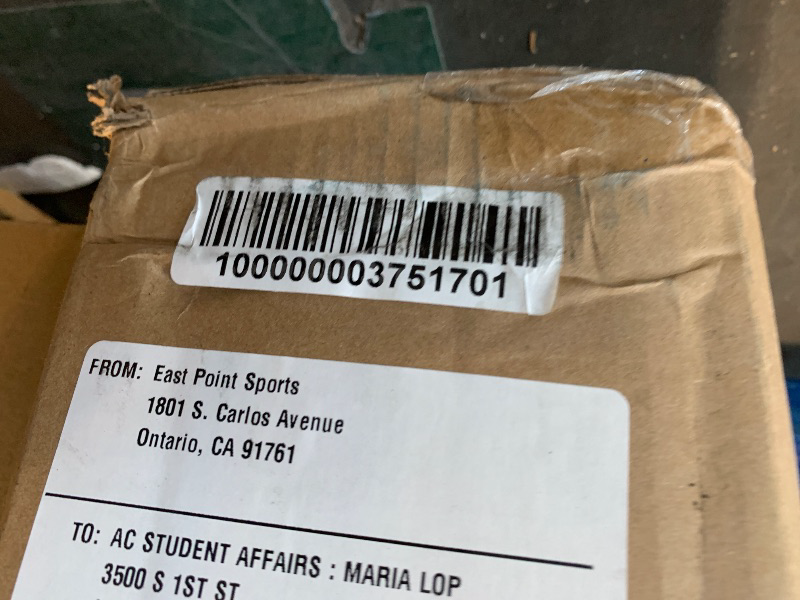 100000003751701
FROM: East Point Sports
1801 S. Carlos Avenue
Ontario, CA 91761
TO: AC STUDENT AFFAIRS : MARIA LOP
3500 S 1ST ST